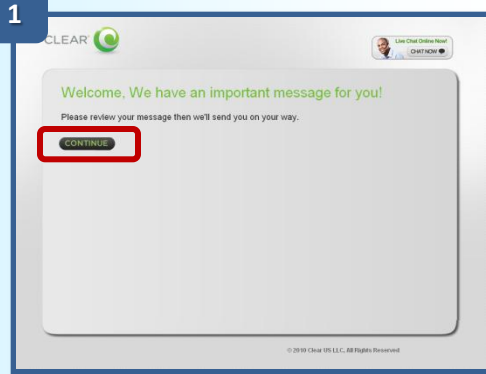 1
CLEAR
Live Chat Online Now!
CHAT NOW
Welcome, We have an important message for you!
Please review your message then we'll send you on your way.
CONTINUE
© 2010 Clear US LLC. All Rights Reserved